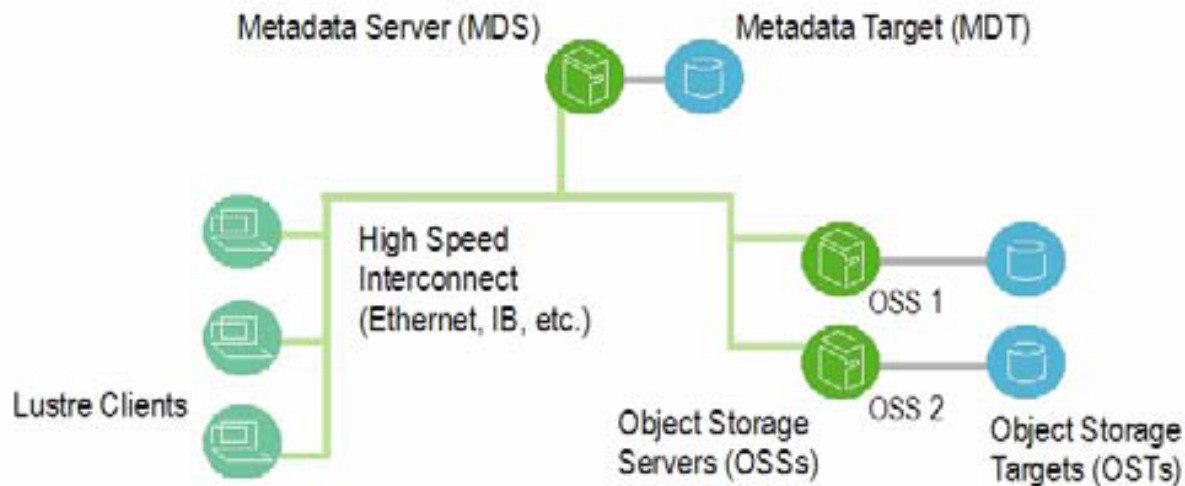 Metadata Server (MDS)
Metadata Target (MDT)
High Speed
Interconnect
(Ethernet, IB, etc.)
OSS 1
Lustre Clients
OSS 2
Object Storage
Servers (OSSs)
Object Storage
Targets (OSTs)